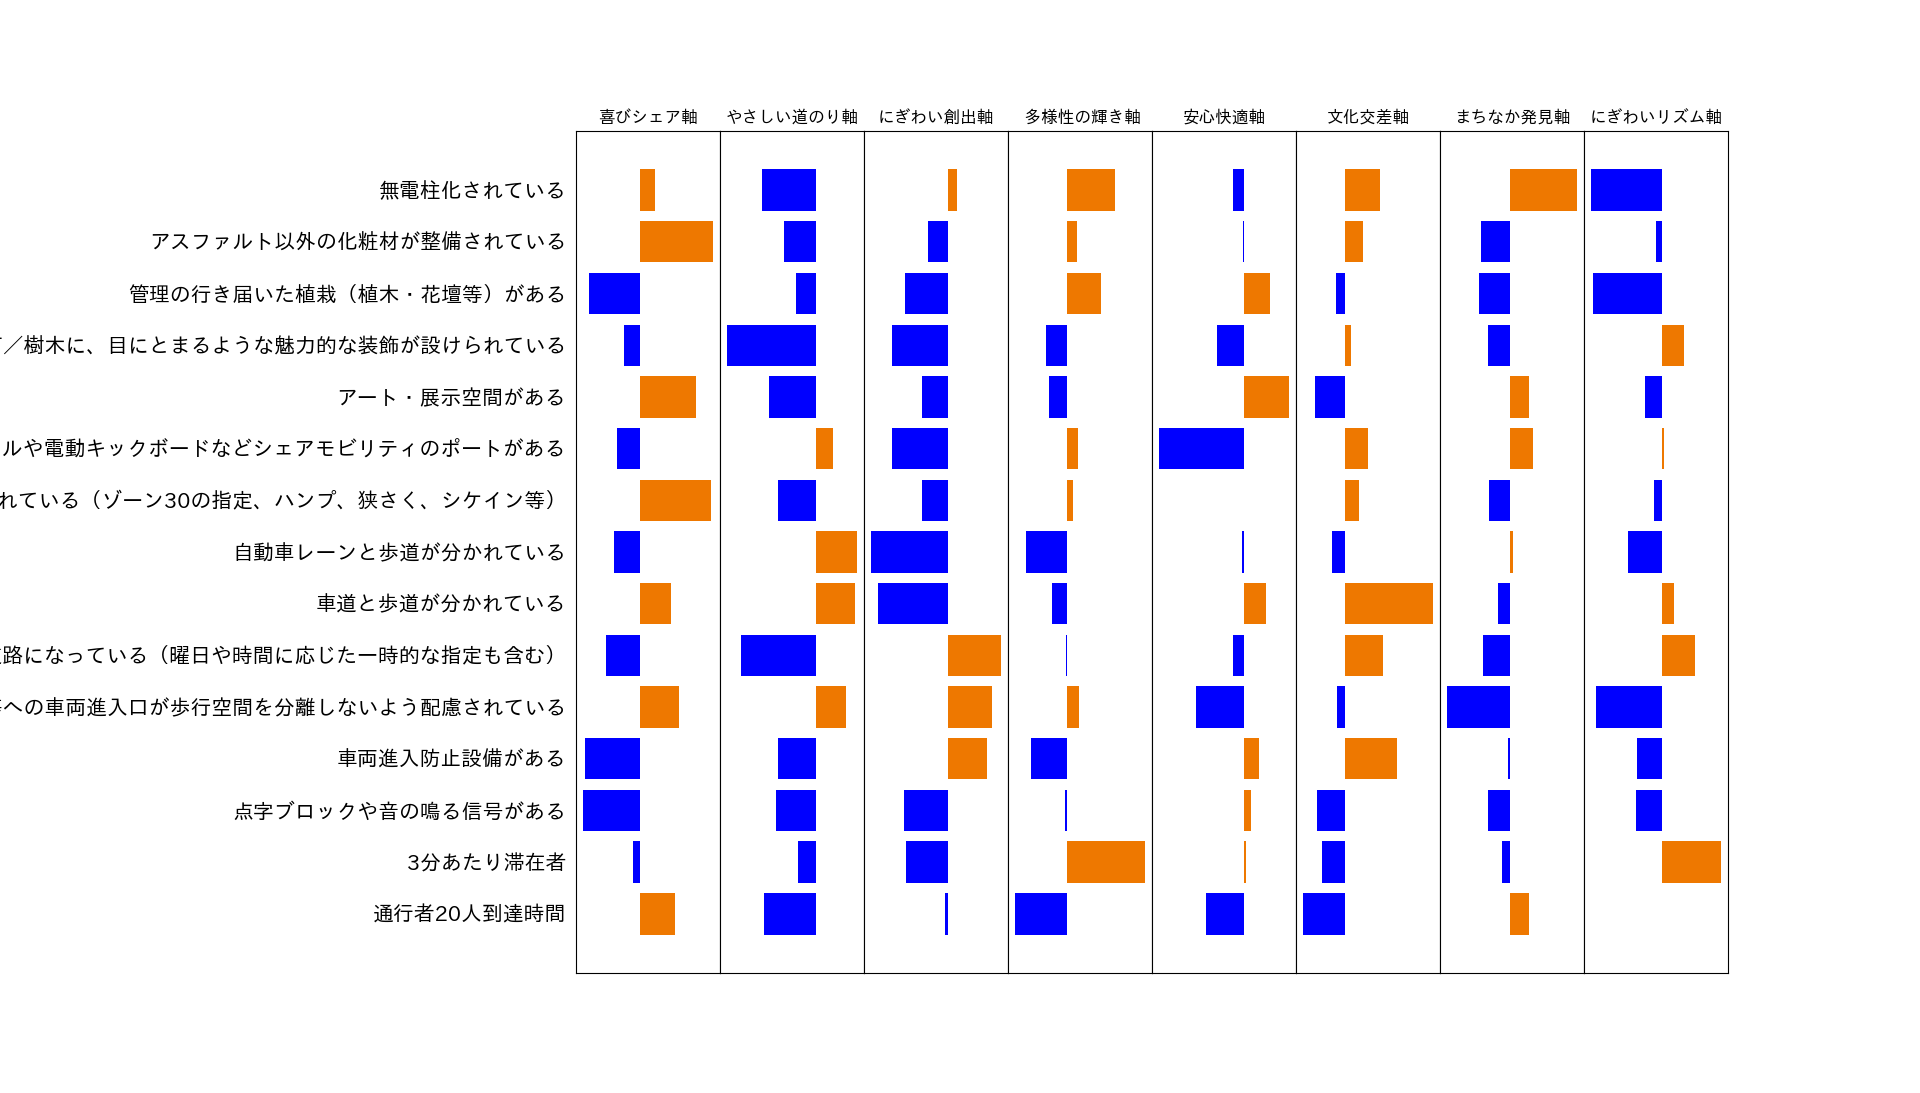 喜びシェア軸 やさしい道のり軸 にぎわい創出軸 多様性の輝き軸 安心快適軸 文化交差軸 まちなか発見軸 にぎわいリズム軸
無電柱化されている
アスファルト以外の化粧材が整備されている
管理の行き届いた植栽（植木・花壇等）がある
／樹木に、目にとまるような魅力的な装飾が設けられている
アート・展示空間がある
ルや電動キックボードなどシェアモビリティのポートがある
れている（ゾーン30の指定、ハンプ、狭さく、シケイン等）
自動車レーンと歩道が分かれている
車道と歩道が分かれている
路になっている（曜日や時間に応じた一時的な指定も含む）
への車両進入口が歩行空間を分離しないよう配慮されている
車両進入防止設備がある
点字ブロックや音の鳴る信号がある
3分あたり滞在者
通行者20人到達時間